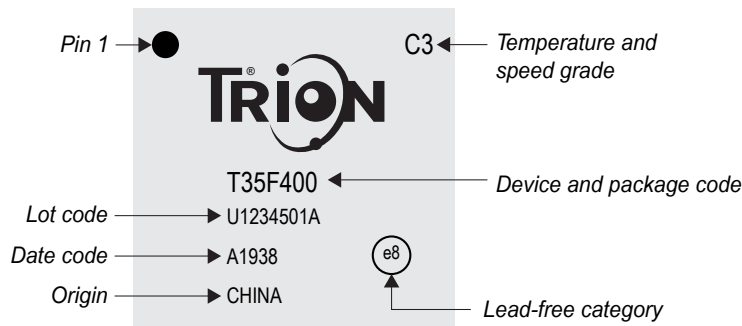 Pin 1
C3
Temperature and
speed grade
TRiON®
T35F400
Device and package code
Lot code
U1234501A
Date code
A1938
e8
Origin
CHINA
Lead-free category